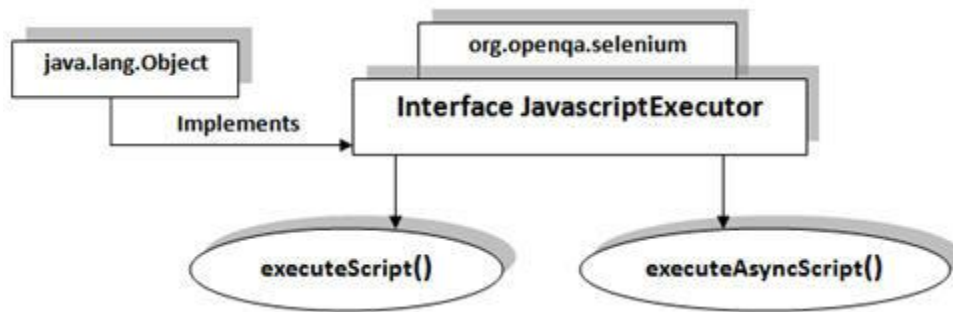 java.lang.Object
org.openqa.selenium
Interface JavascriptExecutor
Implements
executeScript()
executeAsyncScript()